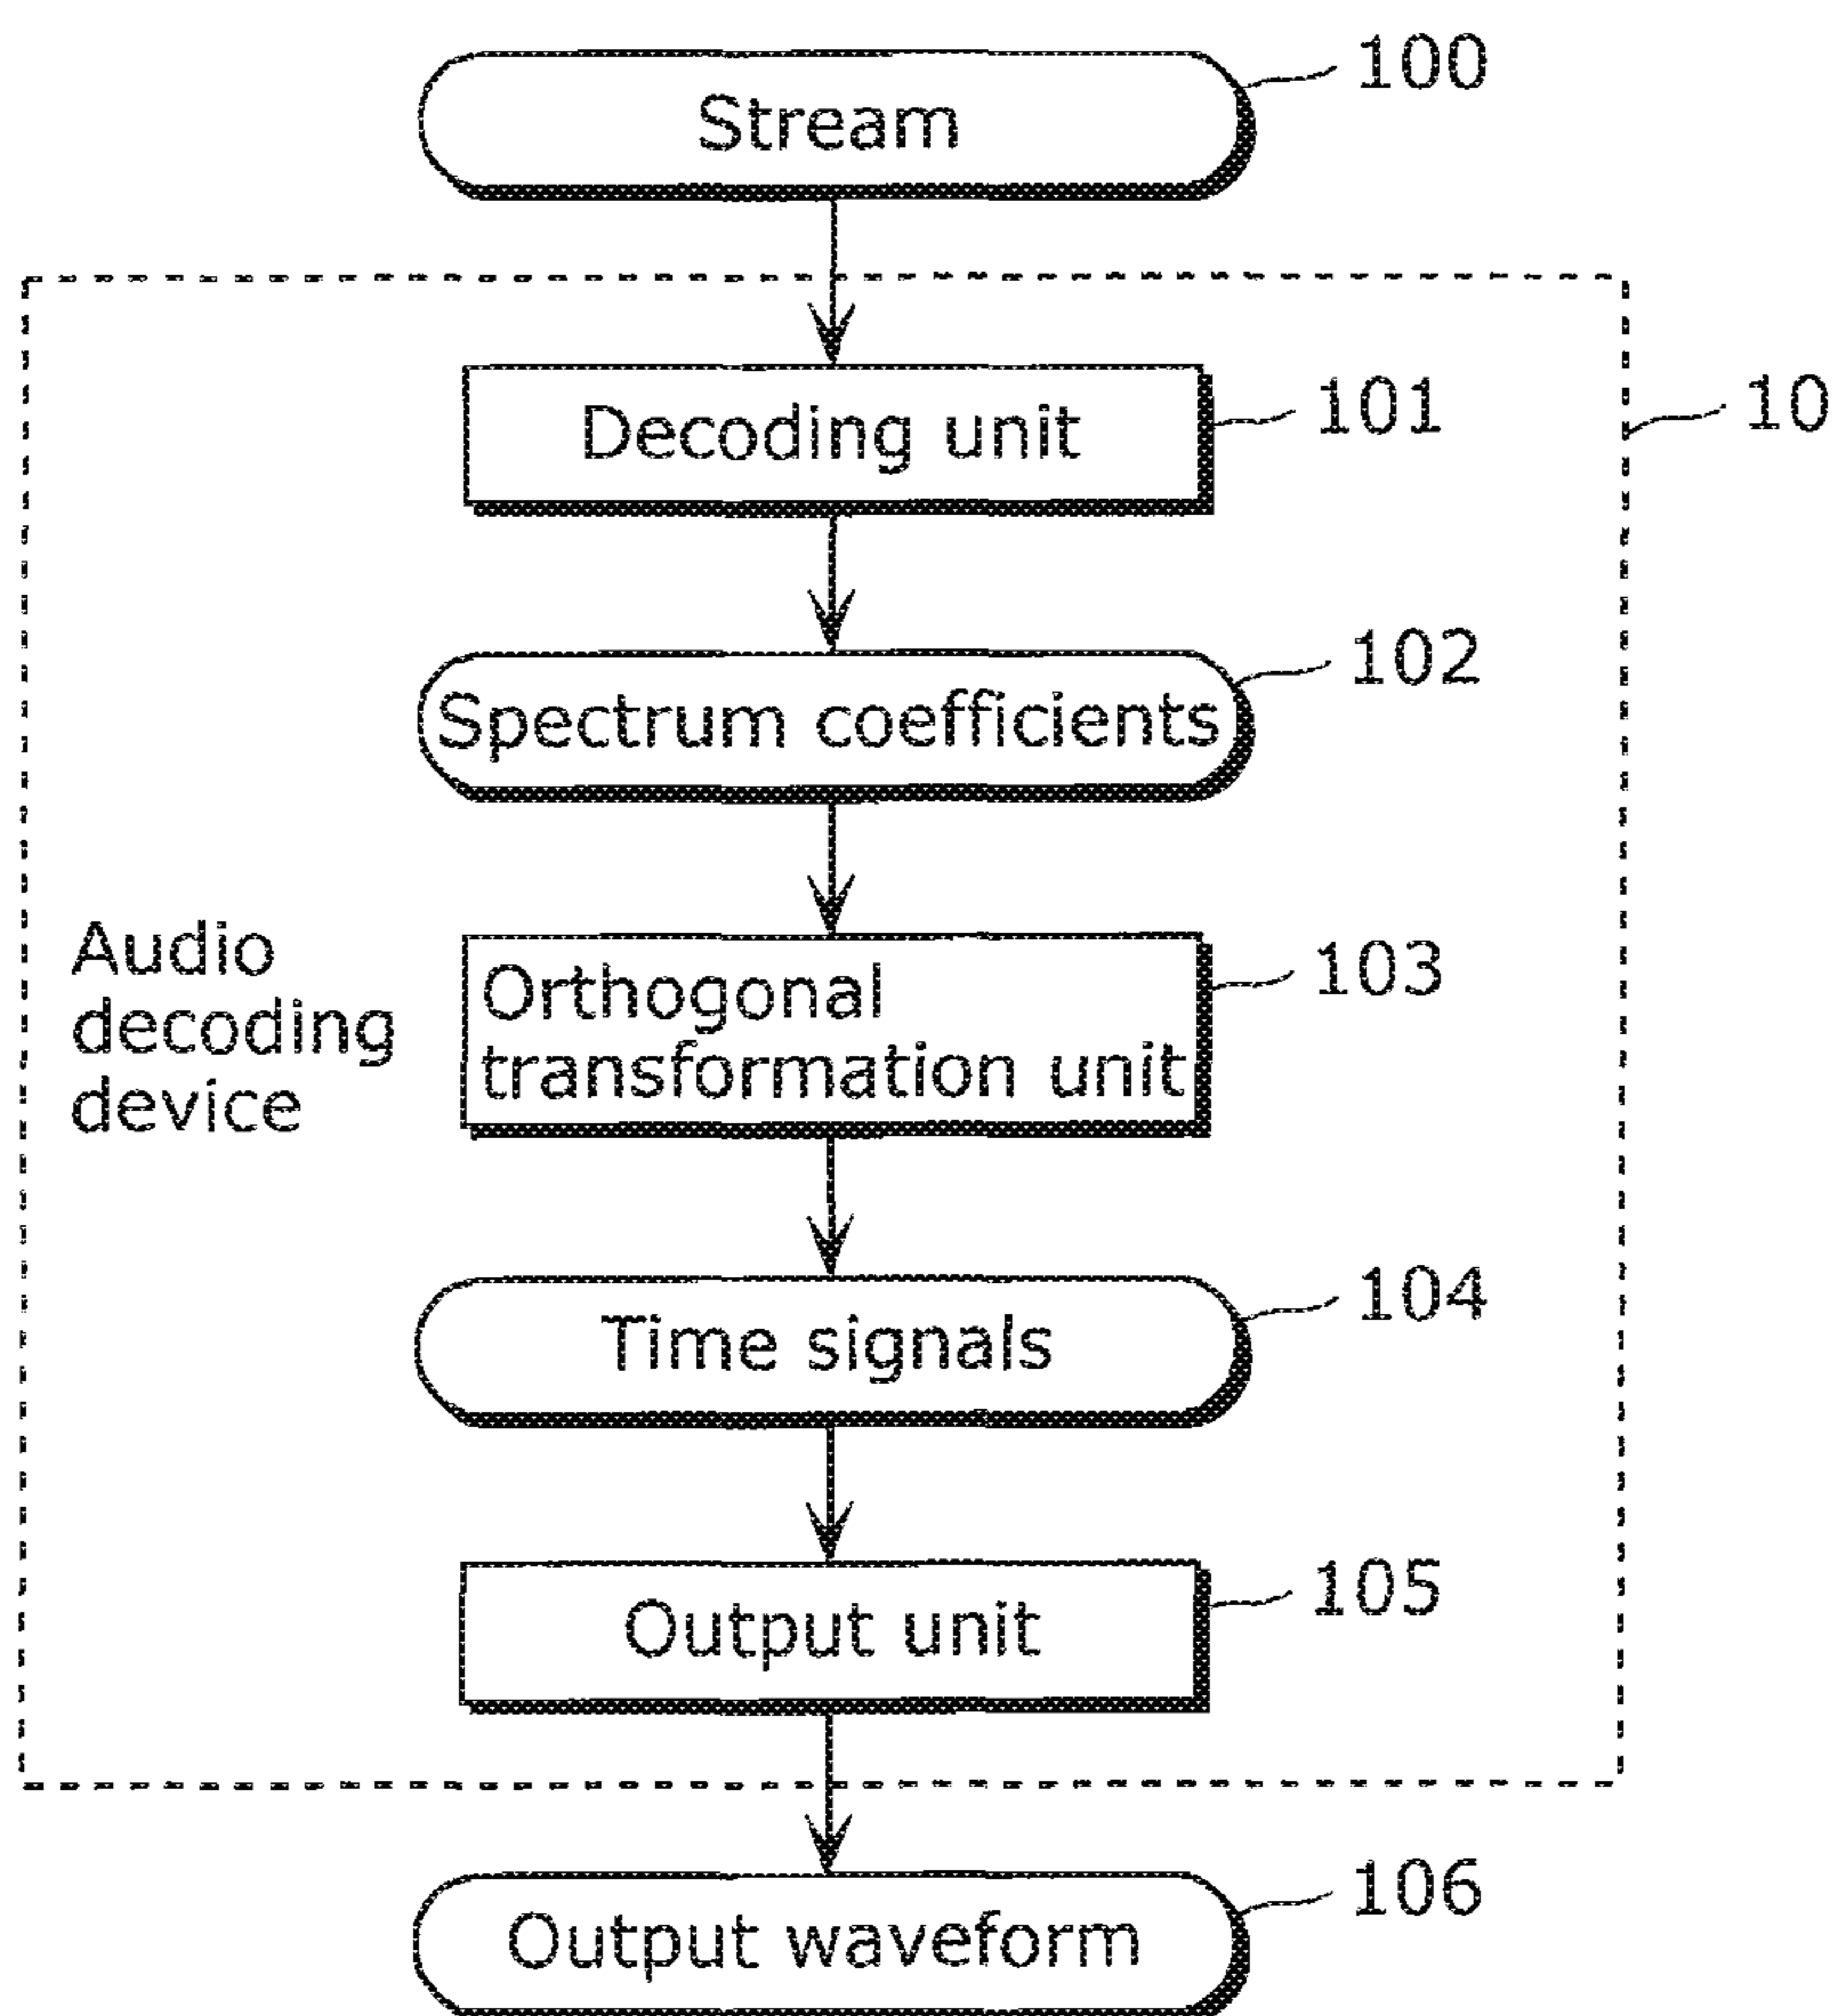 100
Stream
101
Decoding unit
10
102
Spectrum coefficients
Audio
decoding
device
103
Orthogonal
transformation unit
104
Time signals
105
Output unit
106
Output waveform